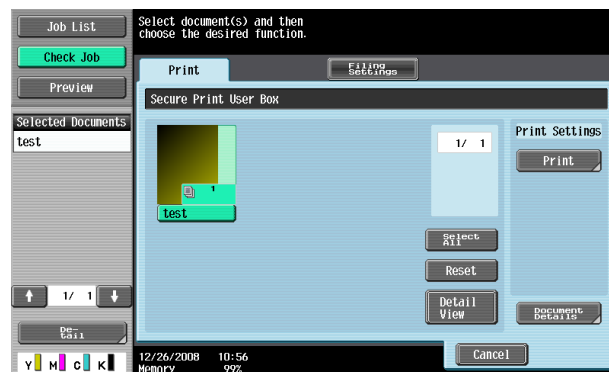 Job List
Check Job
Preview
Selected Documents
test
1/ 1
De-
tail
Y M C K
Select document(s) and then
choose the desired function.
Print
Filing
Settings
Secure Print User Box
1
test
1/ 1
Select
All
Reset
Detail
View
Print Settings
Print
Document
Details
12/26/2008 10:56
Memory 99%
Cancel